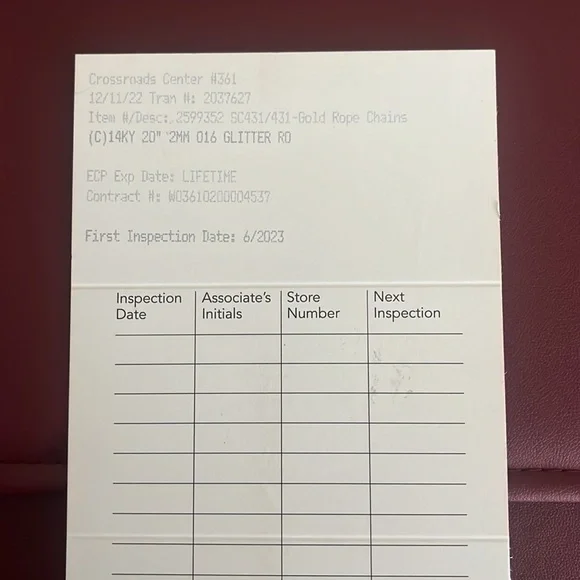 Crossroads Center #361
12/11/22 Tran #: 2037627
Item #/Desc: 2599352 SC431/431-Gold Rope Chains
(C)14KY 20" 2MM 016 GLITTER RO
ECP Exp Date: LIFETIME
Contract #: W03610200004537
First Inspection Date: 6/2023
Inspection Date
Associate's Initials
Store Number
Next Inspection